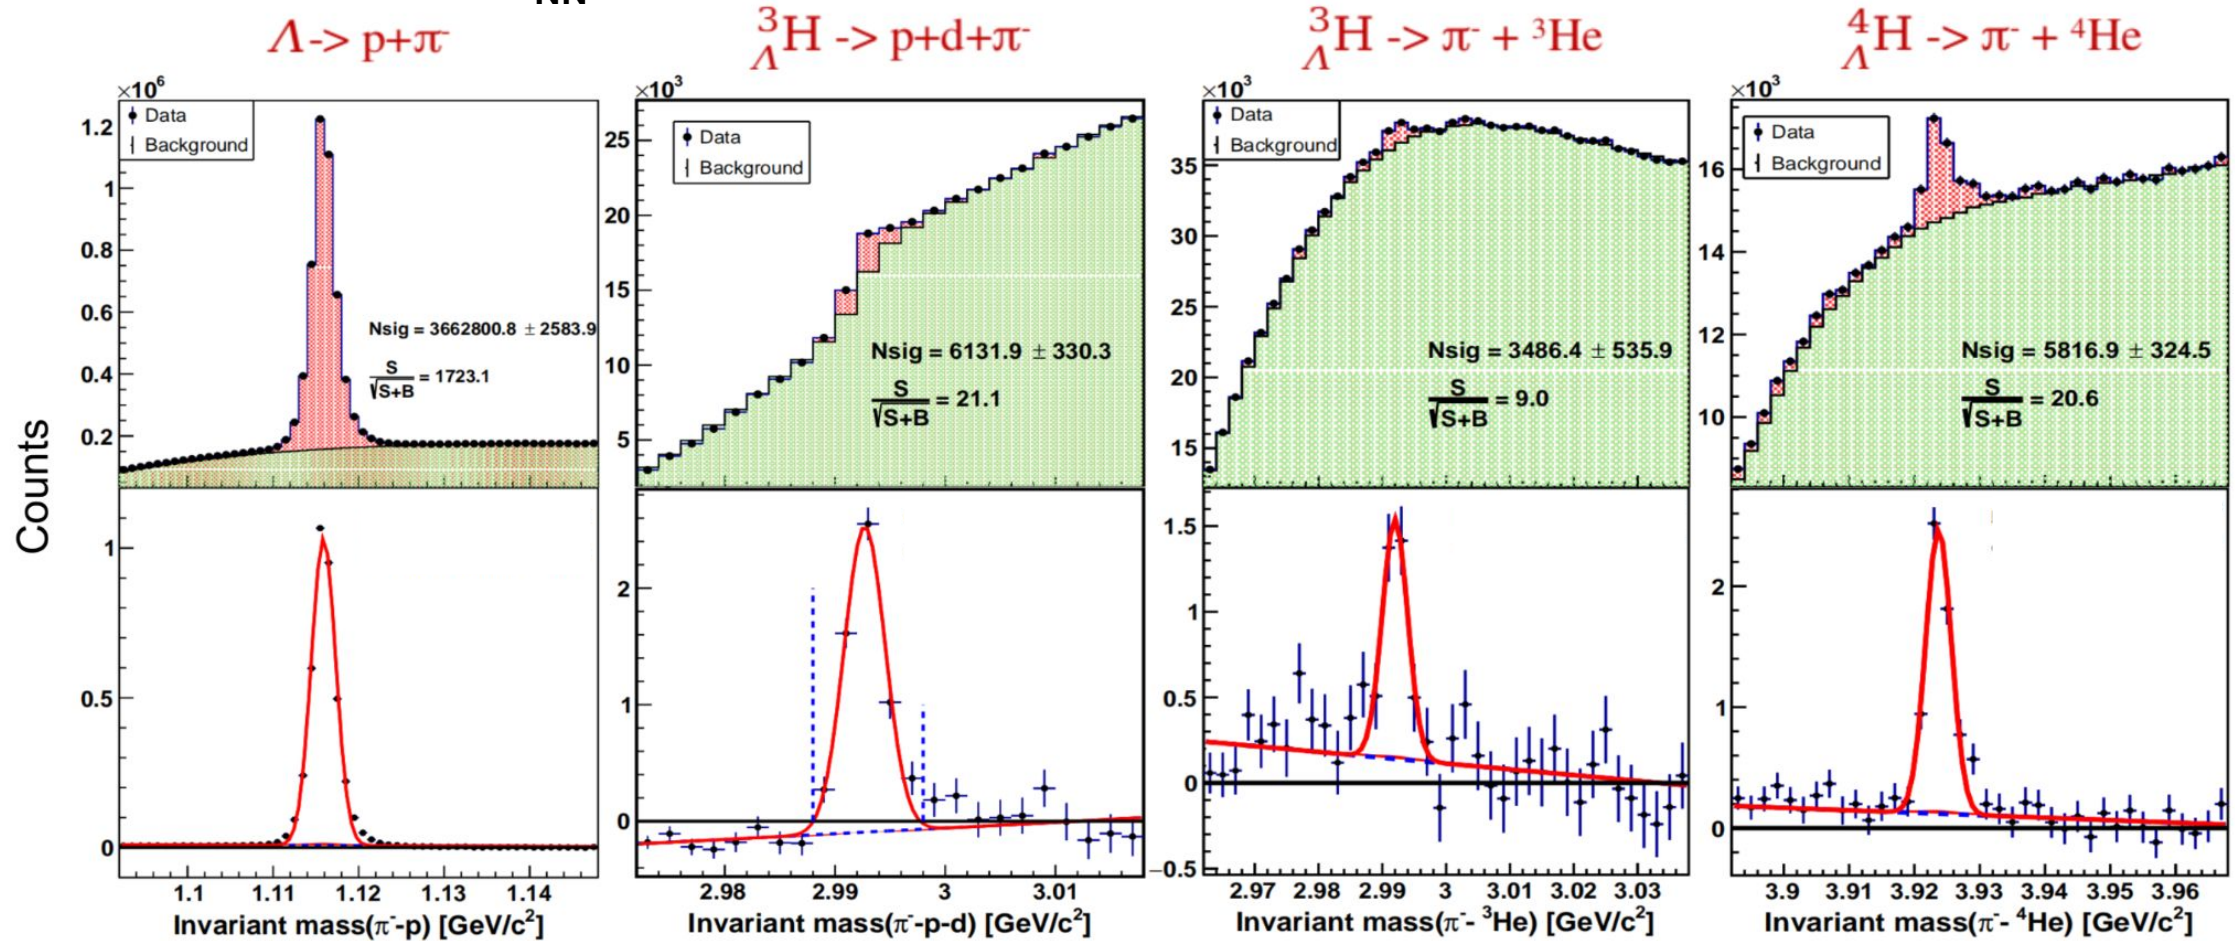 NN
Λ-> p+π⁻
³ΛH -> p+d+π⁻
³ΛH -> π⁻ + ³He
⁴ΛH -> π⁻ + ⁴He
Counts
×10⁶
Data
Background
1.2
1
0.8
0.6
0.4
0.2
Nsig = 3662800.8 ± 2583.9
S/√S+B = 1723.1
1
0.5
0
1.1 1.11 1.12 1.13 1.14
Invariant mass(π⁻-p) [GeV/c²]
×10³
Data
Background
25
20
15
10
5
Nsig = 6131.9 ± 330.3
S/√S+B = 21.1
2
1
0
2.98 2.99 3 3.01
Invariant mass(π⁻-p-d) [GeV/c²]
×10³
Data
Background
35
30
25
20
15
Nsig = 3486.4 ± 535.9
S/√S+B = 9.0
1.5
1
0.5
0
−0.5
2.97 2.98 2.99 3 3.01 3.02 3.03
Invariant mass(π⁻- ³He) [GeV/c²]
×10³
Data
Background
16
14
12
10
Nsig = 5816.9 ± 324.5
S/√S+B = 20.6
2
1
0
3.9 3.91 3.92 3.93 3.94 3.95 3.96
Invariant mass(π⁻- ⁴He) [GeV/c²]